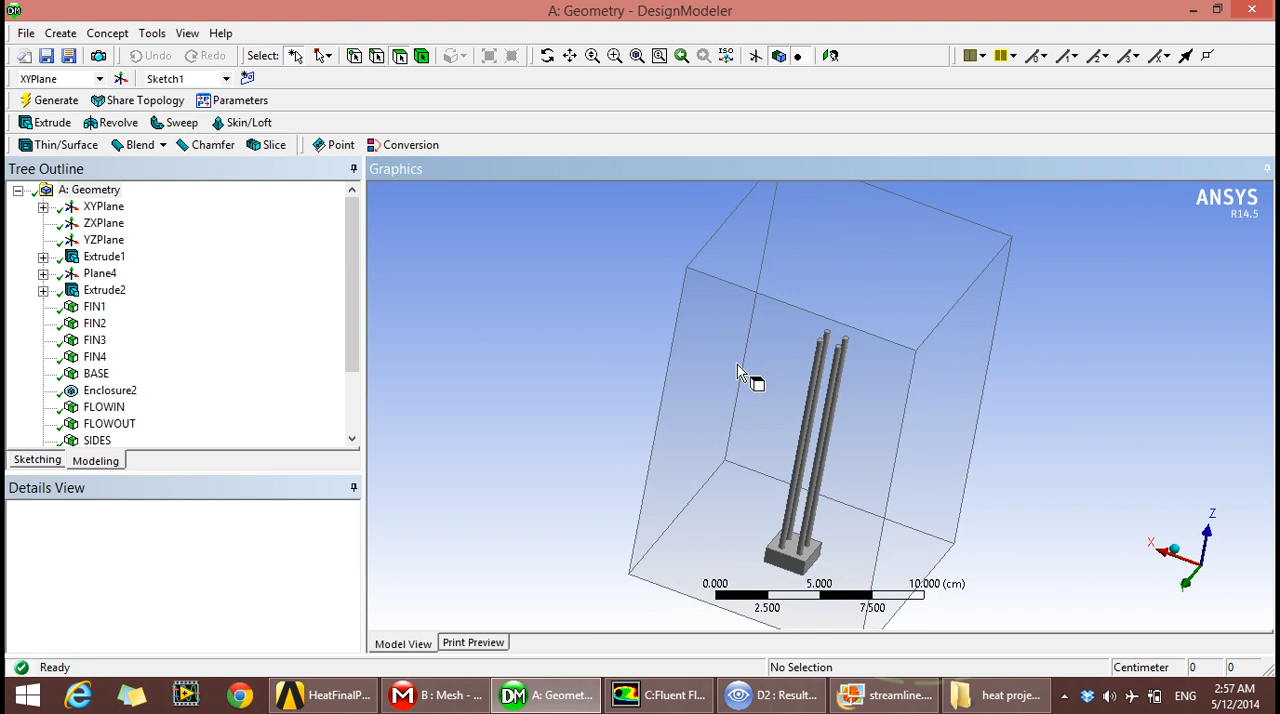 A: Geometry - DesignModeler
File Create Concept Tools View Help
Undo Redo Select: ISO
XYPlane Sketch1
Generate Share Topology Parameters
Extrude Revolve Sweep Skin/Loft
Thin/Surface Blend Chamfer Slice Point Conversion
Tree Outline
Graphics
A: Geometry
XYPlane
ZXPlane
YZPlane
Extrude1
Plane4
Extrude2
FIN1
FIN2
FIN3
FIN4
BASE
Enclosure2
FLOWIN
FLOWOUT
SIDES
Sketching Modeling
Details View
ANSYS
R14.5
Z
X
0.000 5.000 10.000 (cm)
2.500 7.500
Model View Print Preview
Ready No Selection Centimeter 0 0
HeatFinalP... B : Mesh - ... A: Geomet... C:Fluent Fl... D2 : Result... streamline... heat proje... ENG 2:57 AM
5/12/2014